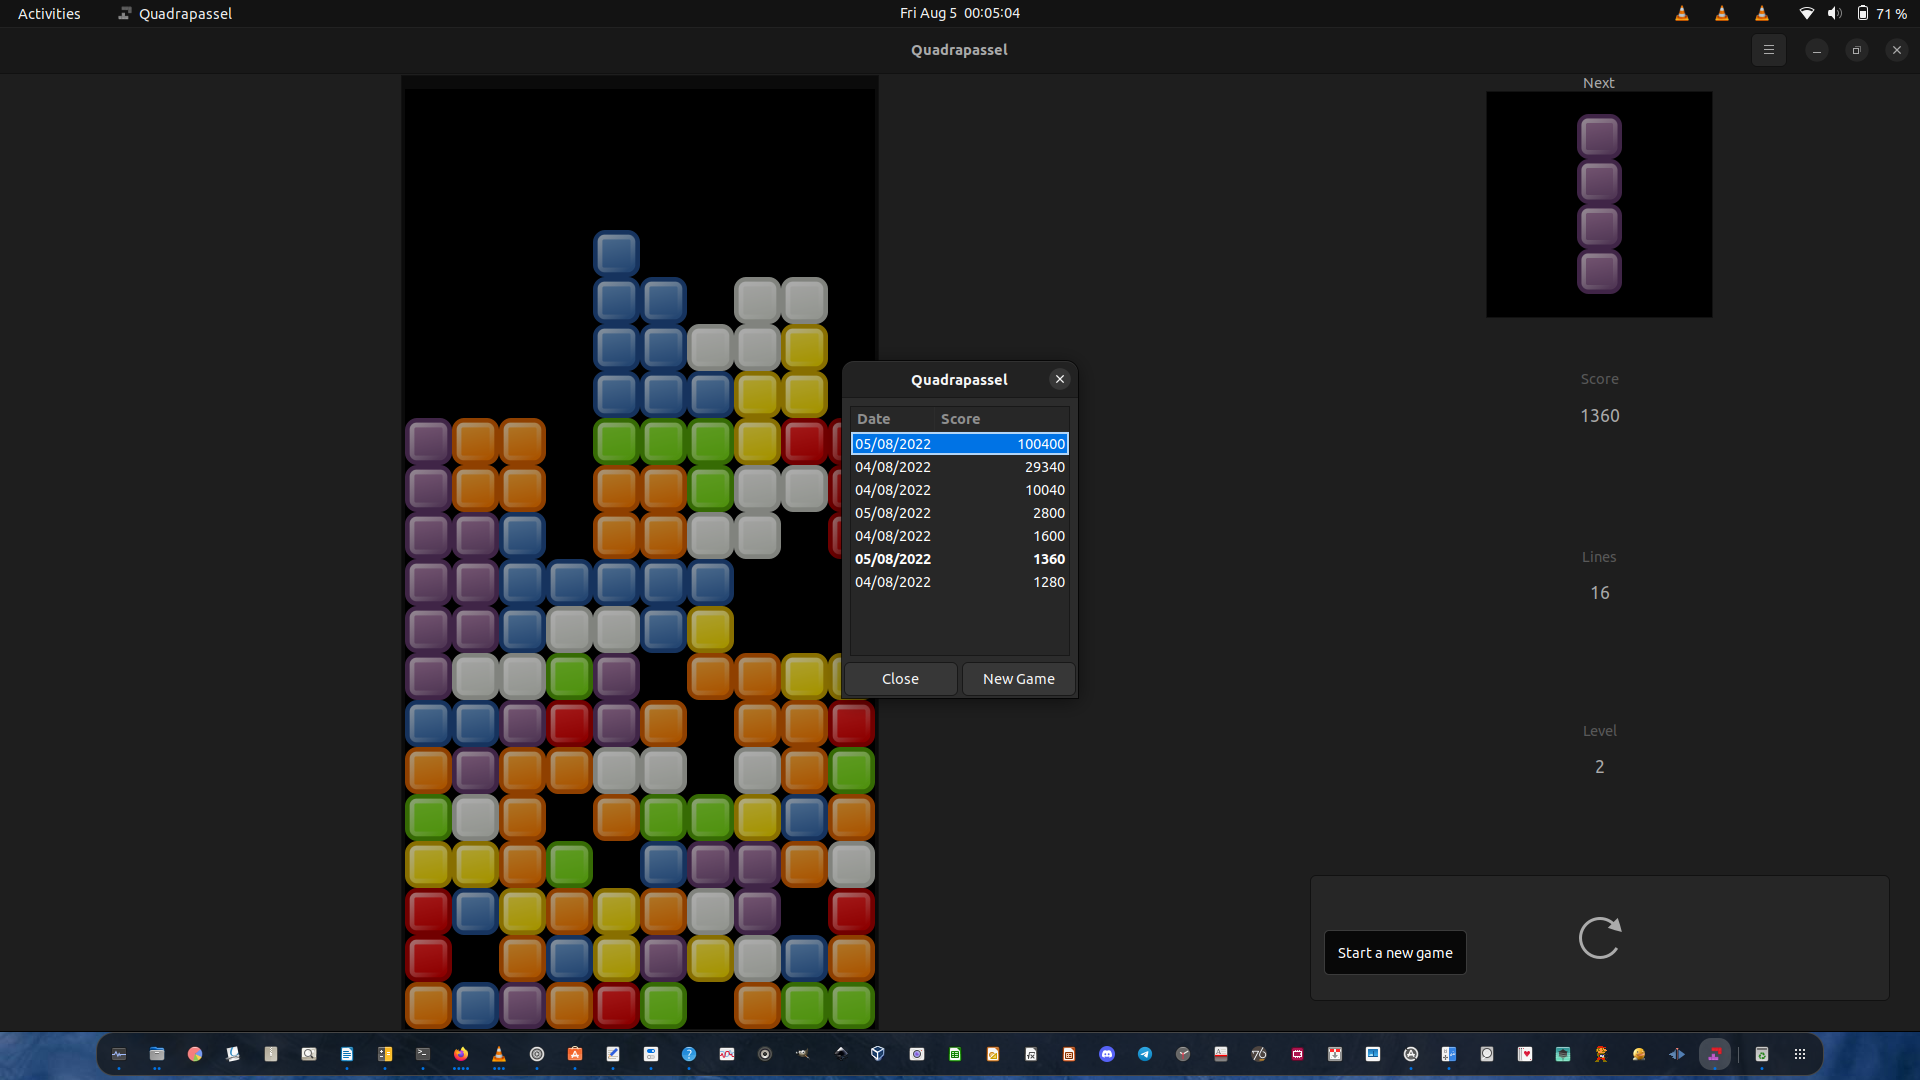 Activities
Quadrapassel
Fri Aug 5 00:05:04
71 %
Quadrapassel
Next
Score
1360
Lines
16
Level
2
Quadrapassel
Date Score
05/08/2022 100400
04/08/2022 29340
04/08/2022 10040
05/08/2022 2800
04/08/2022 1600
05/08/2022 1360
04/08/2022 1280
Close
New Game
Start a new game